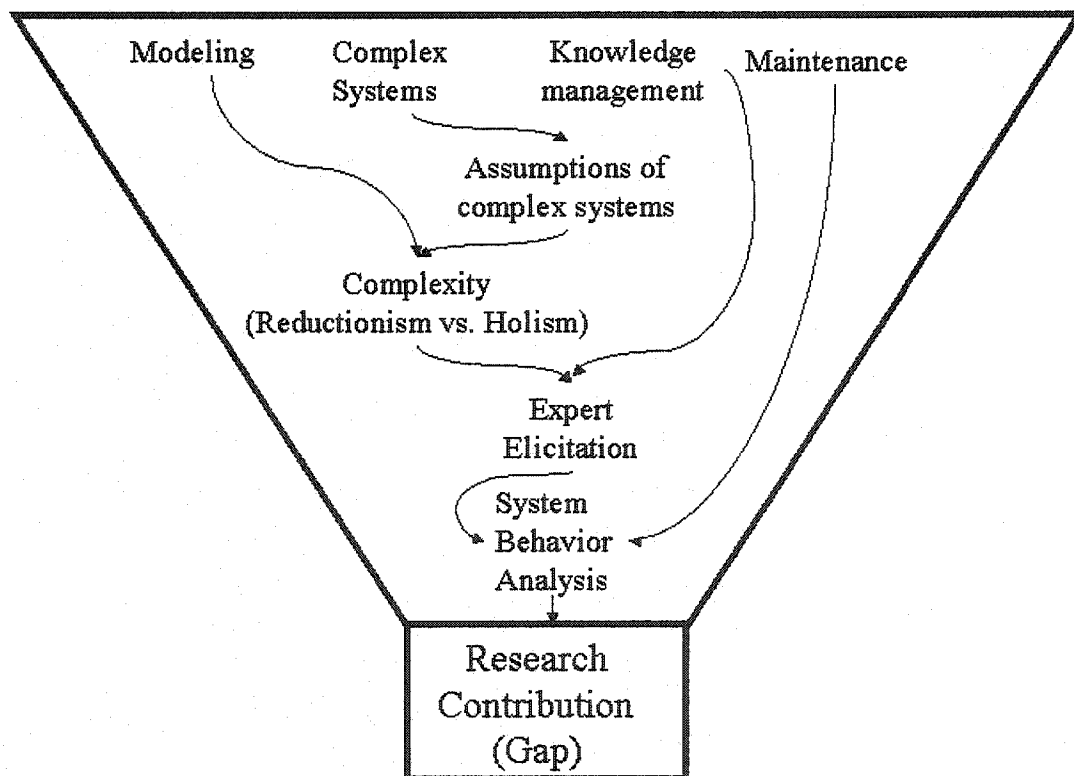 Modeling
Complex
Systems
Knowledge
management
Maintenance
Assumptions of
complex systems
Complexity
(Reductionism vs. Holism)
Expert
Elicitation
System
Behavior
Analysis
Research
Contribution
(Gap)